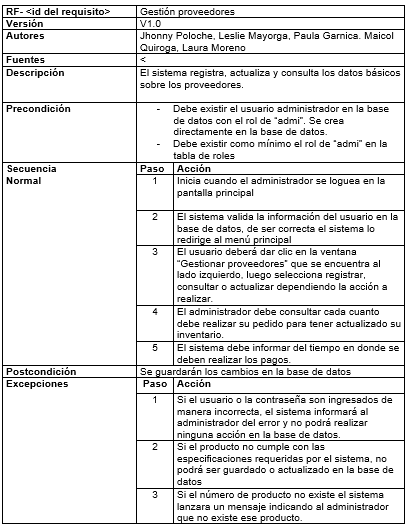 RF- <id del requisito> Gestión proveedores
Versión V1.0
Autores Jhonny Poloche, Leslie Mayorga, Paula Garnica. Maicol
Quiroga, Laura Moreno
Fuentes <
Descripción El sistema registra, actualiza y consulta los datos básicos
sobre los proveedores.
Precondición - Debe existir el usuario administrador en la base
de datos con el rol de “admi”. Se crea
directamente en la base de datos.
- Debe existir como mínimo el rol de “admi” en la
tabla de roles
Secuencia Paso Acción
Normal 1 Inicia cuando el administrador se loguea en la
pantalla principal
2 El sistema valida la información del usuario en la
base de datos, de ser correcta el sistema lo
redirige al menú principal
3 El usuario deberá dar clic en la ventana
“Gestionar proveedores” que se encuentra al
lado izquierdo, luego selecciona registrar,
consultar o actualizar dependiendo la acción a
realizar.
4 El administrador debe consultar cada cuanto
debe realizar su pedido para tener actualizado su
inventario.
5 El sistema debe informar del tiempo en donde se
deben realizar los pagos.
Postcondición Se guardarán los cambios en la base de datos
Excepciones Paso Acción
1 Si el usuario o la contraseña son ingresados de
manera incorrecta, el sistema informará al
administrador del error y no podrá realizar
ninguna acción en la base de datos.
2 Si el producto no cumple con las
especificaciones requeridas por el sistema, no
podrá ser guardado o actualizado en la base de
datos
3 Si el número de producto no existe el sistema
lanzara un mensaje indicando al administrador
que no existe ese producto.